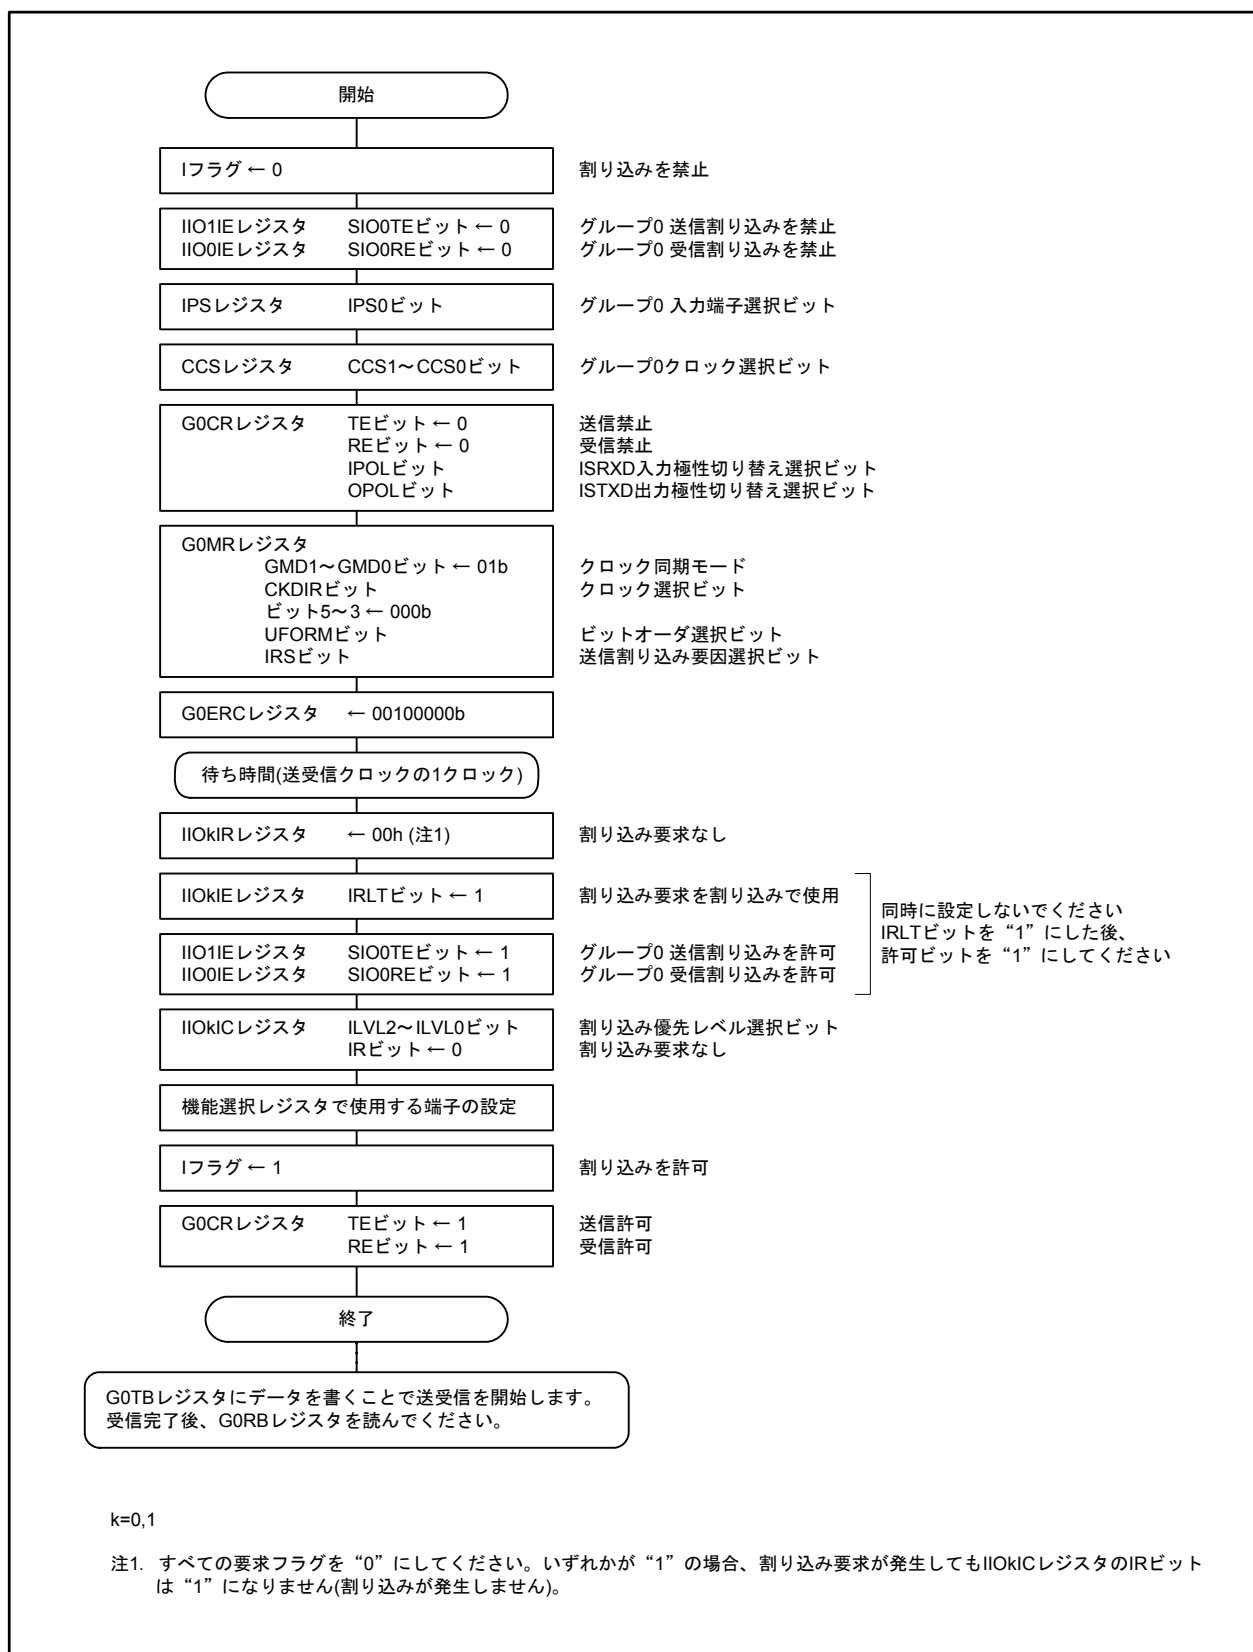 開始
Iフラグ ← 0 割り込みを禁止
IIO1IEレジスタ SIO0TEビット ← 0 グループ0 送信割り込みを禁止
IIO0IEレジスタ SIO0REビット ← 0 グループ0 受信割り込みを禁止
IPSレジスタ IPS0ビット グループ0 入力端子選択ビット
CCSレジスタ CCS1～CCS0ビット グループ0クロック選択ビット
G0CRレジスタ TEビット ← 0 送信禁止
REビット ← 0 受信禁止
IPOLビット ISRXD入力極性切り替え選択ビット
OPOLビット ISTXD出力極性切り替え選択ビット
G0MRレジスタ
GMD1～GMD0ビット ← 01b クロック同期モード
CKDIRビット クロック選択ビット
ビット5～3 ← 000b
UFORMビット ビットオーダ選択ビット
IRSビット 送信割り込み要因選択ビット
G0ERCレジスタ ← 00100000b
待ち時間(送受信クロックの1クロック)
IIOkIRレジスタ ← 00h (注1) 割り込み要求なし
IIOkIEレジスタ IRLTビット ← 1 割り込み要求を割り込みで使用
IIO1IEレジスタ SIO0TEビット ← 1 グループ0 送信割り込みを許可
IIO0IEレジスタ SIO0REビット ← 1 グループ0 受信割り込みを許可
同時に設定しないでください
IRLTビットを“1”にした後、
許可ビットを“1”にしてください
IIOkICレジスタ ILVL2～ILVL0ビット 割り込み優先レベル選択ビット
IRビット ← 0 割り込み要求なし
機能選択レジスタで使用する端子の設定
Iフラグ ← 1 割り込みを許可
G0CRレジスタ TEビット ← 1 送信許可
REビット ← 1 受信許可
終了
G0TBレジスタにデータを書くことで送受信を開始します。
受信完了後、G0RBレジスタを読んでください。
k=0,1
注1. すべての要求フラグを“0”にしてください。いずれかが“1”の場合、割り込み要求が発生してもIIOkICレジスタのIRビット
は“1”になりません(割り込みが発生しません)。